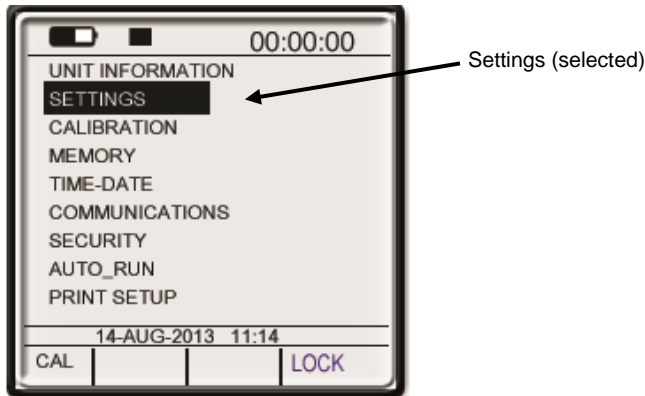 00:00:00
UNIT INFORMATION
SETTINGS
Settings (selected)
CALIBRATION
MEMORY
TIME-DATE
COMMUNICATIONS
SECURITY
AUTO_RUN
PRINT SETUP
14-AUG-2013 11:14
CAL LOCK